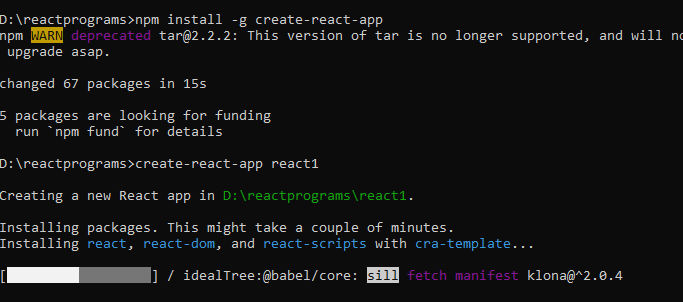 D:\reactprograms>npm install -g create-react-app
npm WARN deprecated tar@2.2.2: This version of tar is no longer supported, and will
upgrade asap.
changed 67 packages in 15s
5 packages are looking for funding
run `npm fund` for details
D:\reactprograms>create-react-app react1
Creating a new React app in D:\reactprograms\react1.
Installing packages. This might take a couple of minutes.
Installing react, react-dom, and react-scripts with cra-template...
[ ] / idealTree:@babel/core: sill fetch manifest klona@^2.0.4